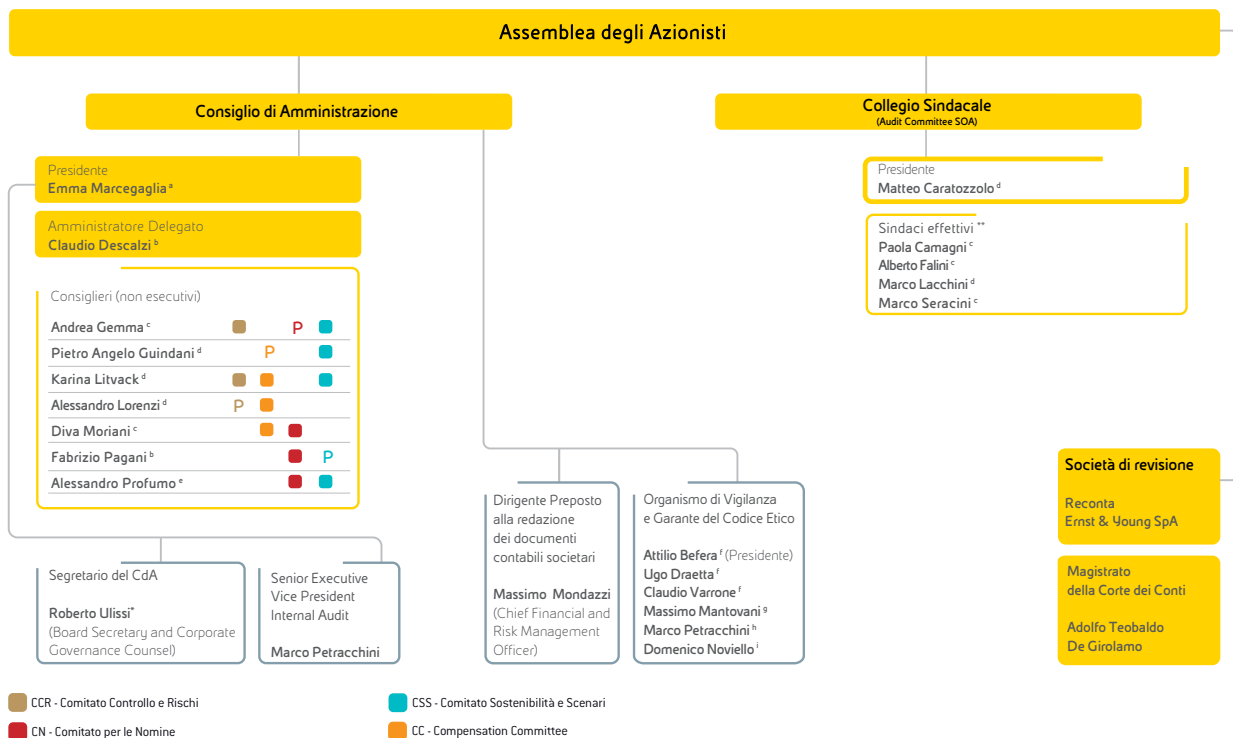 Assemblea degli Azionisti
Consiglio di Amministrazione
Collegio Sindacale
(Audit Committee SOA)
Presidente
Emma Marcegaglia a
Amministratore Delegato
Claudio Descalzi b
Consiglieri (non esecutivi)
Andrea Gemma c P
Pietro Angelo Guindani d P
Karina Litvack d
Alessandro Lorenzi d P
Diva Moriani c
Fabrizio Pagani b P
Alessandro Profumo e
Presidente
Matteo Caratozzolo d
Sindaci effettivi **
Paola Camagni c
Alberto Falini c
Marco Lacchini d
Marco Seracini c
Segretario del CdA
Roberto Ulissi*
(Board Secretary and Corporate
Governance Counsel)
Senior Executive
Vice President
Internal Audit
Marco Petracchini
Dirigente Preposto
alla redazione
dei documenti
contabili societari
Massimo Mondazzi
(Chief Financial and
Risk Management
Officer)
Organismo di Vigilanza
e Garante del Codice Etico
Attilio Befera f (Presidente)
Ugo Draetta f
Claudio Varrone f
Massimo Mantovani g
Marco Petracchini h
Domenico Noviello i
Società di revisione
Reconta
Ernst & Young SpA
Magistrato
della Corte dei Conti
Adolfo Teobaldo
De Girolamo
CCR - Comitato Controllo e Rischi
CSS - Comitato Sostenibilità e Scenari
CN - Comitato per le Nomine
CC - Compensation Committee